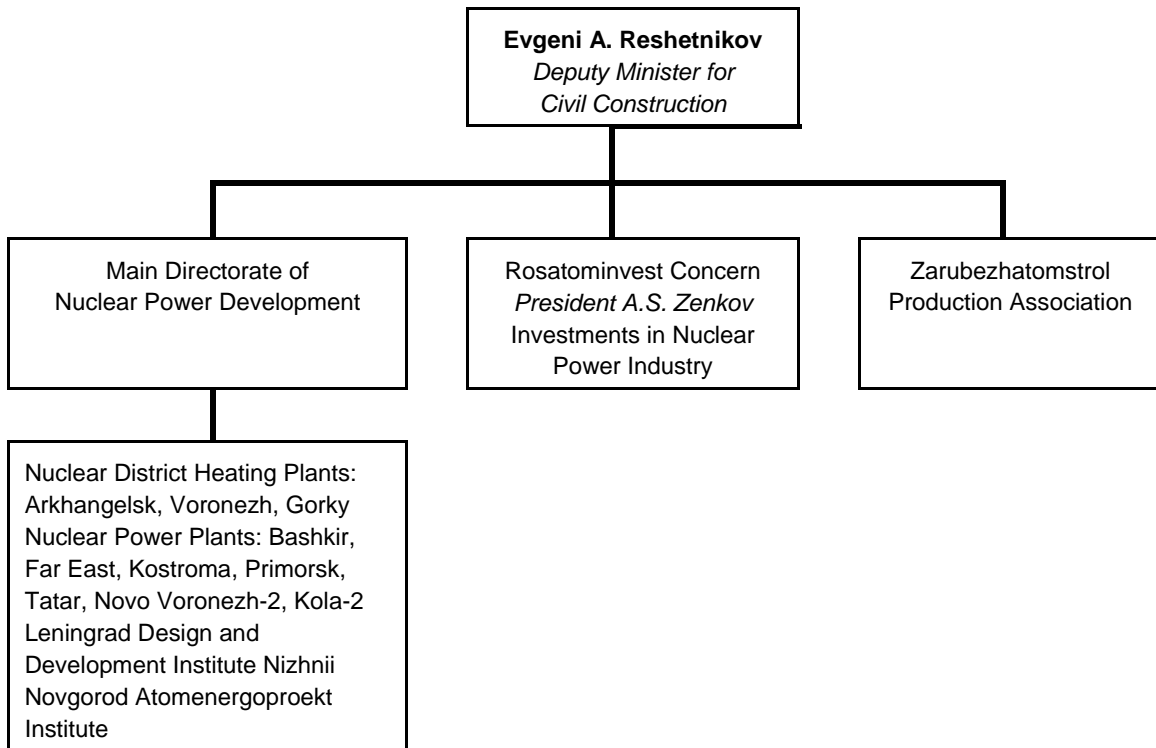 Evgeni A. Reshetnikov
Deputy Minister for
Civil Construction
Main Directorate of
Nuclear Power Development
Rosatominvest Concern
President A.S. Zenkov
Investments in Nuclear
Power Industry
Zarubezhatomstrol
Production Association
Nuclear District Heating Plants:
Arkhangelsk, Voronezh, Gorky
Nuclear Power Plants: Bashkir,
Far East, Kostroma, Primorsk,
Tatar, Novo Voronezh-2, Kola-2
Leningrad Design and
Development Institute Nizhnii
Novgorod Atomenergoproekt
Institute